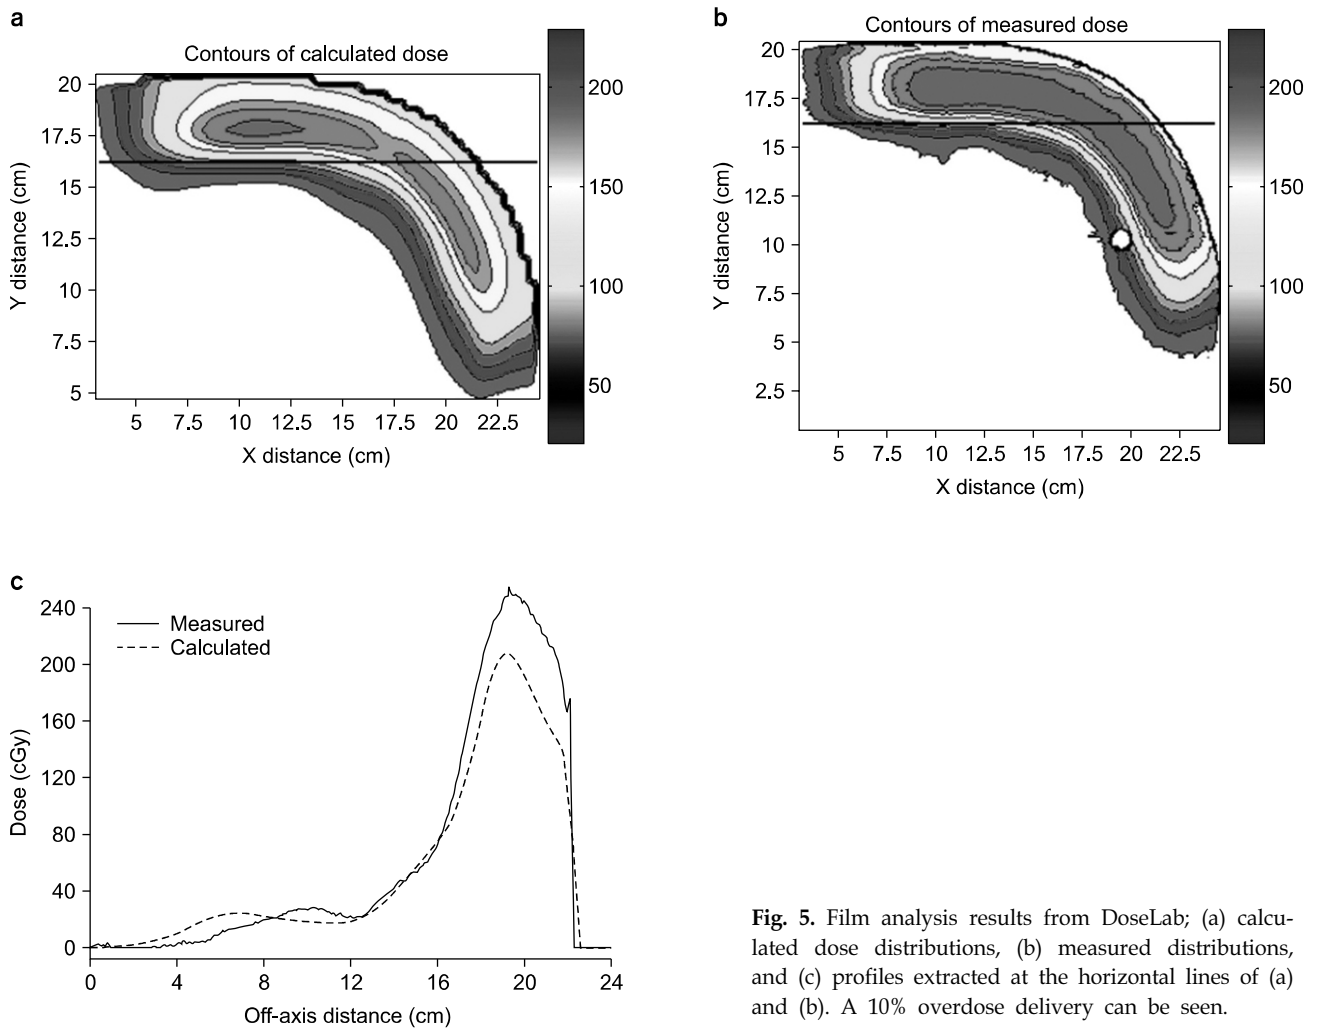 a
Contours of calculated dose
20
17.5
15
12.5
10
7.5
5
Y distance (cm)
5 7.5 10 12.5 15 17.5 20 22.5
X distance (cm)
200
150
100
50
b
Contours of measured dose
20
17.5
15
12.5
10
7.5
5
2.5
Y distance (cm)
5 7.5 10 12.5 15 17.5 20 22.5
X distance (cm)
200
150
100
50
c
Measured
Calculated
240
200
160
120
80
40
0
Dose (cGy)
0 4 8 12 16 20 24
Off-axis distance (cm)
Fig. 5. Film analysis results from DoseLab; (a) calcu-
lated dose distributions, (b) measured distributions,
and (c) profiles extracted at the horizontal lines of (a)
and (b). A 10% overdose delivery can be seen.